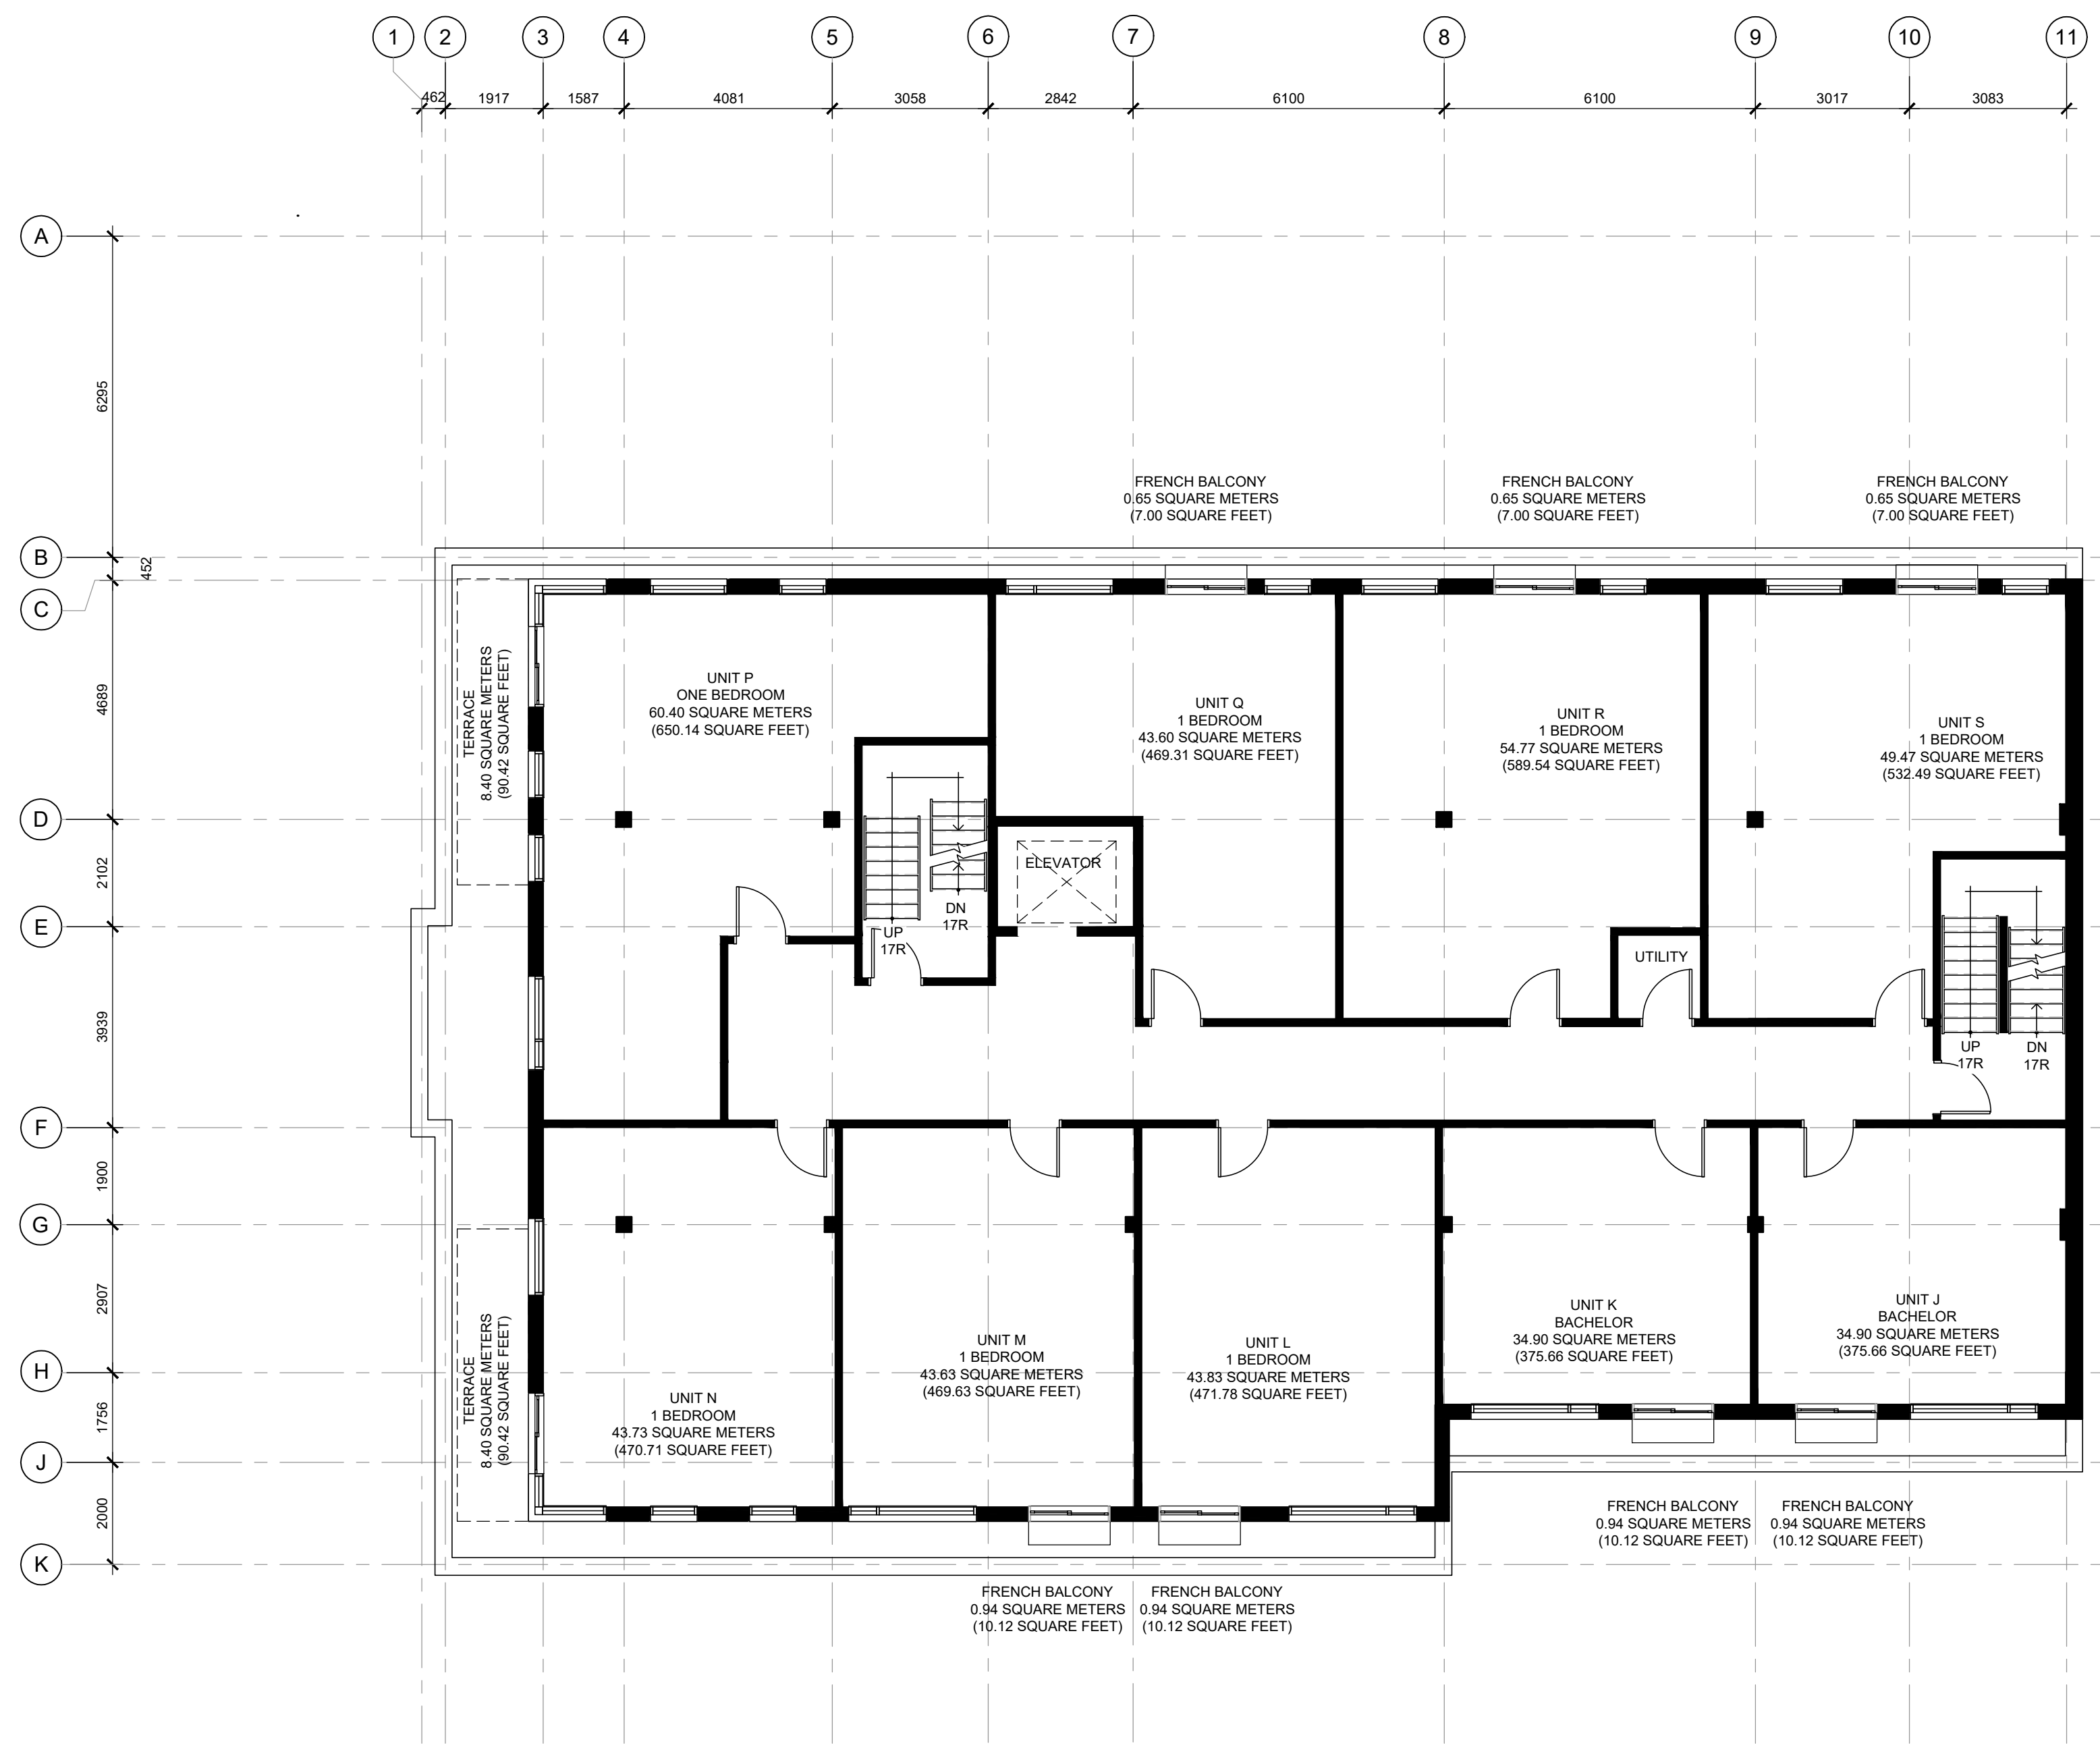 1
2
3
4
5
6
7
8
9
10
11
462
1917
1587
4081
3058
2842
6100
6100
3017
3083
A
B
C
D
E
F
G
H
J
K
6295
452
4689
2102
3939
1900
2907
1756
2000
FRENCH BALCONY
0.65 SQUARE METERS
(7.00 SQUARE FEET)
FRENCH BALCONY
0.65 SQUARE METERS
(7.00 SQUARE FEET)
FRENCH BALCONY
0.65 SQUARE METERS
(7.00 SQUARE FEET)
TERRACE
8.40 SQUARE METERS
(90.42 SQUARE FEET)
UNIT P
ONE BEDROOM
60.40 SQUARE METERS
(650.14 SQUARE FEET)
UNIT Q
1 BEDROOM
43.60 SQUARE METERS
(469.31 SQUARE FEET)
UNIT R
1 BEDROOM
54.77 SQUARE METERS
(589.54 SQUARE FEET)
UNIT S
1 BEDROOM
49.47 SQUARE METERS
(532.49 SQUARE FEET)
ELEVATOR
DN
17R
UP
17R
UTILITY
UP
17R
DN
17R
TERRACE
8.40 SQUARE METERS
(90.42 SQUARE FEET)
UNIT N
1 BEDROOM
43.73 SQUARE METERS
(470.71 SQUARE FEET)
UNIT M
1 BEDROOM
43.63 SQUARE METERS
(469.63 SQUARE FEET)
UNIT L
1 BEDROOM
43.83 SQUARE METERS
(471.78 SQUARE FEET)
UNIT K
BACHELOR
34.90 SQUARE METERS
(375.66 SQUARE FEET)
UNIT J
BACHELOR
34.90 SQUARE METERS
(375.66 SQUARE FEET)
FRENCH BALCONY
0.94 SQUARE METERS
(10.12 SQUARE FEET)
FRENCH BALCONY
0.94 SQUARE METERS
(10.12 SQUARE FEET)
FRENCH BALCONY
0.94 SQUARE METERS
(10.12 SQUARE FEET)
FRENCH BALCONY
0.94 SQUARE METERS
(10.12 SQUARE FEET)